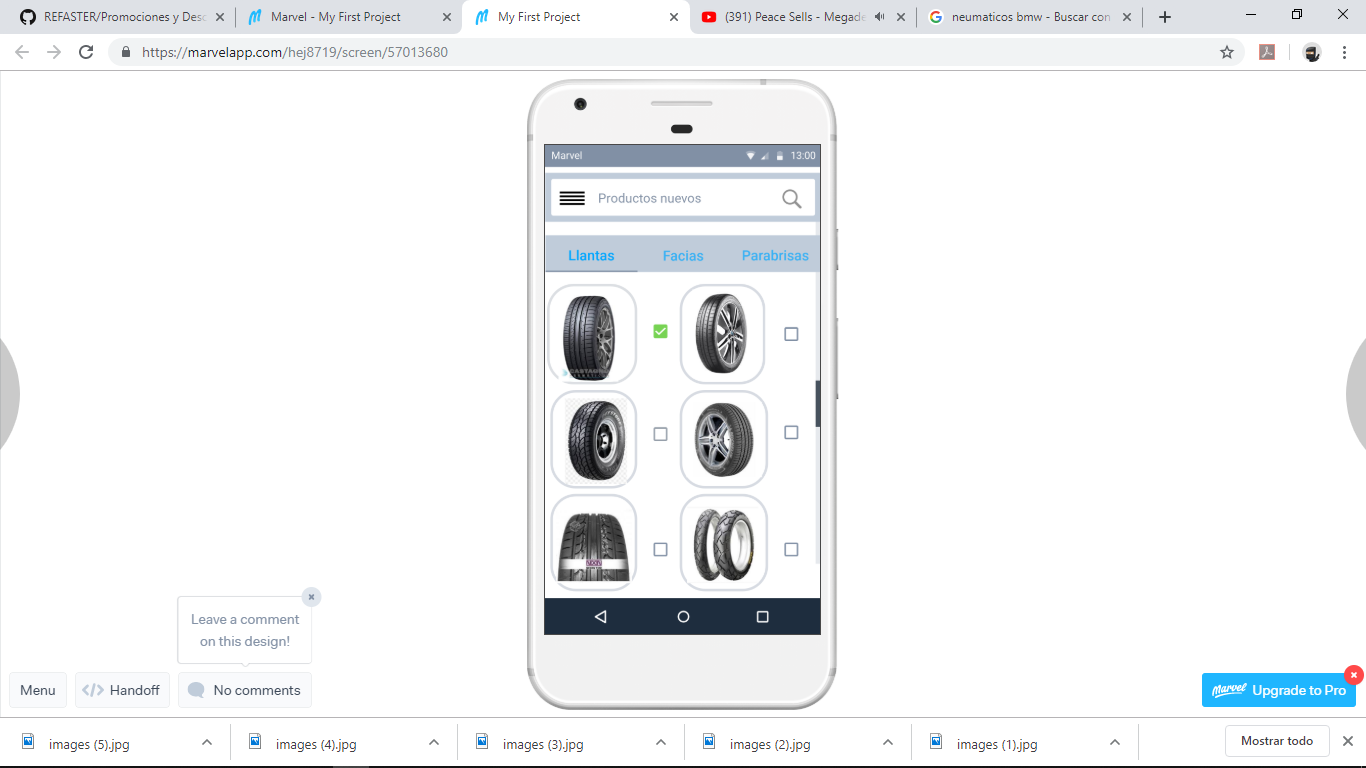 REFASTER/Promociones y Desc
Marvel - My First Project
My First Project
(391) Peace Sells - Megade
neumaticos bmw - Buscar con
https://marvelapp.com/hej8719/screen/57013680
Marvel
13:00
Productos nuevos
Llantas
Facias
Parabrisas
Leave a comment
on this design!
Menu
Handoff
No comments
Marvel
Upgrade to Pro
images (5).jpg
images (4).jpg
images (3).jpg
images (2).jpg
images (1).jpg
Mostrar todo